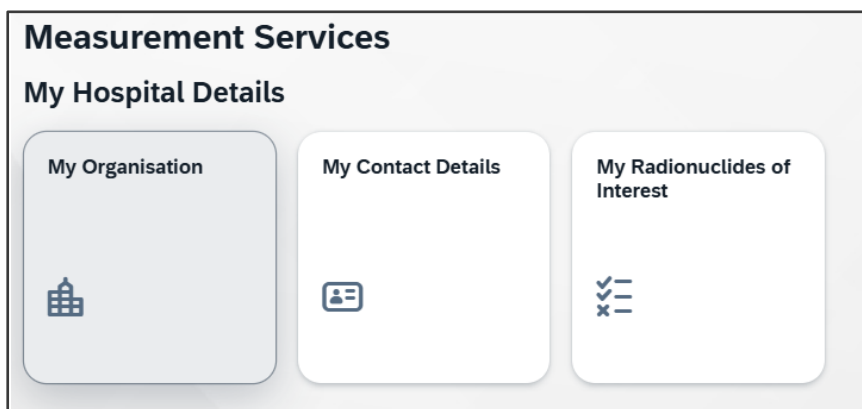 Measurement Services
My Hospital Details
My Organisation
My Contact Details
My Radionuclides of
Interest